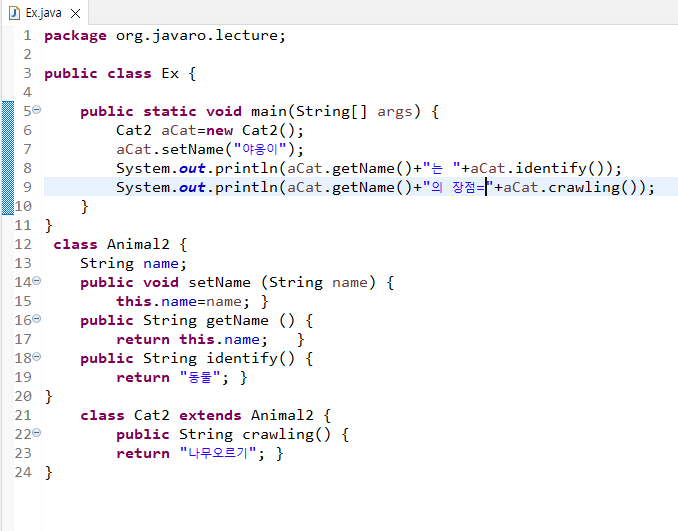 Ex.java
1 package org.javaro.lecture;
2
3 public class Ex {
4
5 public static void main(String[] args) {
6 Cat2 aCat=new Cat2();
7 aCat.setName("야옹이");
8 System.out.println(aCat.getName()+"는 "+aCat.identify());
9 System.out.println(aCat.getName()+"의 장점="+aCat.crawling());
10 }
11 }
12 class Animal2 {
13 String name;
14 public void setName (String name) {
15 this.name=name; }
16 public String getName () {
17 return this.name; }
18 public String identify() {
19 return "동물"; }
20 }
21 class Cat2 extends Animal2 {
22 public String crawling() {
23 return "나무오르기"; }
24 }